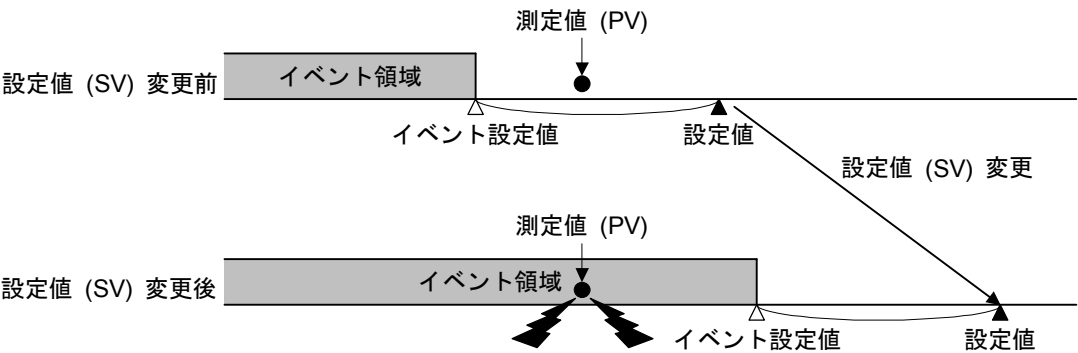 測定値 (PV)
設定値 (SV) 変更前
イベント領域
イベント設定値
設定値
設定値 (SV) 変更
測定値 (PV)
設定値 (SV) 変更後
イベント領域
イベント設定値
設定値